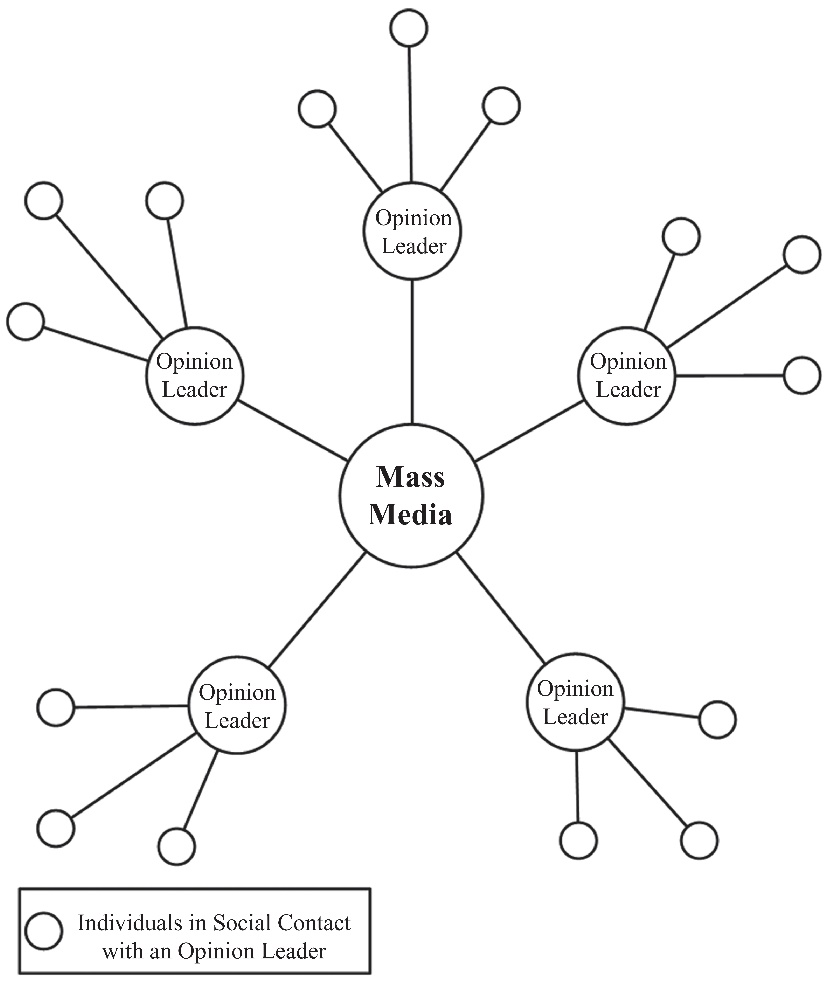 Opinion
Leader
Opinion
Leader
Opinion
Leader
Mass
Media
Opinion
Leader
Opinion
Leader
Individuals in Social Contact
with an Opinion Leader